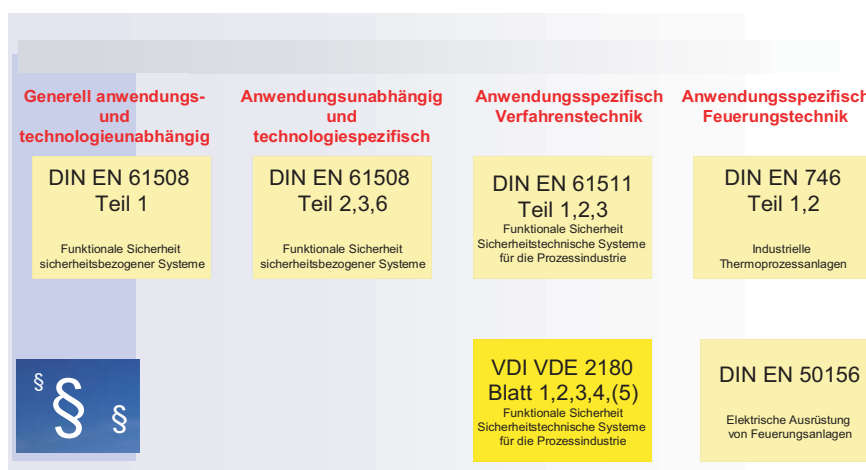 Generell anwendungs-
und
technologieunabhängig
Anwendungsunabhängig
und
technologiespezifisch
Anwendungsspezifisch
Verfahrenstechnik
Anwendungsspezifisch
Feuerungstechnik
DIN EN 61508
Teil 1
Funktionale Sicherheit
sicherheitsbezogener Systeme
DIN EN 61508
Teil 2,3,6
Funktionale Sicherheit
sicherheitsbezogener Systeme
DIN EN 61511
Teil 1,2,3
Funktionale Sicherheit
Sicherheitstechnische Systeme
für die Prozessindustrie
DIN EN 746
Teil 1,2
Industrielle
Thermoprozessanlagen
§ § §
VDI VDE 2180
Blatt 1,2,3,4,(5)
Funktionale Sicherheit
Sicherheitstechnische Systeme
für die Prozessindustrie
DIN EN 50156
Elektrische Ausrüstung
von Feuerungsanlagen